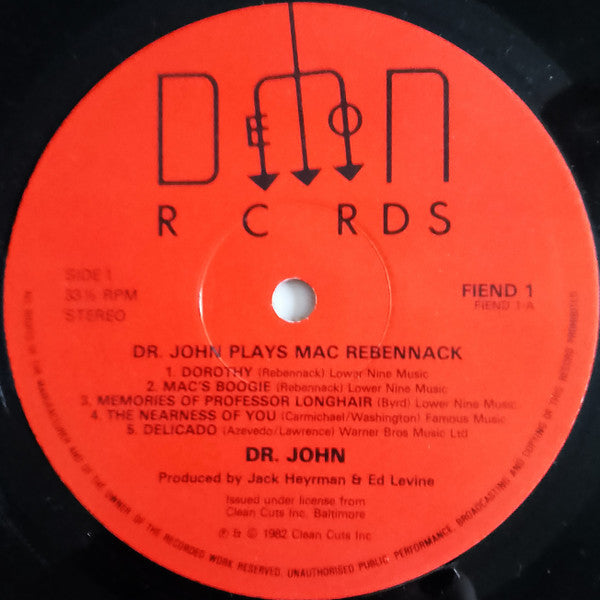 DEMON
RECORDS
SIDE 1
33⅓ RPM
STEREO
FIEND 1
FIEND 1-A
DR. JOHN PLAYS MAC REBENNACK
1. DOROTHY (Rebennack) Lower Nine Music
2. MAC'S BOOGIE (Rebennack) Lower Nine Music
3. MEMORIES OF PROFESSOR LONGHAIR (Byrd) Lower Nine Music
4. THE NEARNESS OF YOU (Carmichael/Washington) Famous Music
5. DELICADO (Azevedo/Lawrence) Warner Bros Music Ltd
DR. JOHN
Produced by Jack Heyrman & Ed Levine
Issued under license from
Clean Cuts Inc. Baltimore
℗ & © 1982 Clean Cuts Inc
ALL RIGHTS OF THE MANUFACTURER AND OF THE OWNER OF THE RECORDED WORK RESERVED, UNAUTHORISED PUBLIC PERFORMANCE, BROADCASTING AND COPYING OF THIS RECORD PROHIBITED